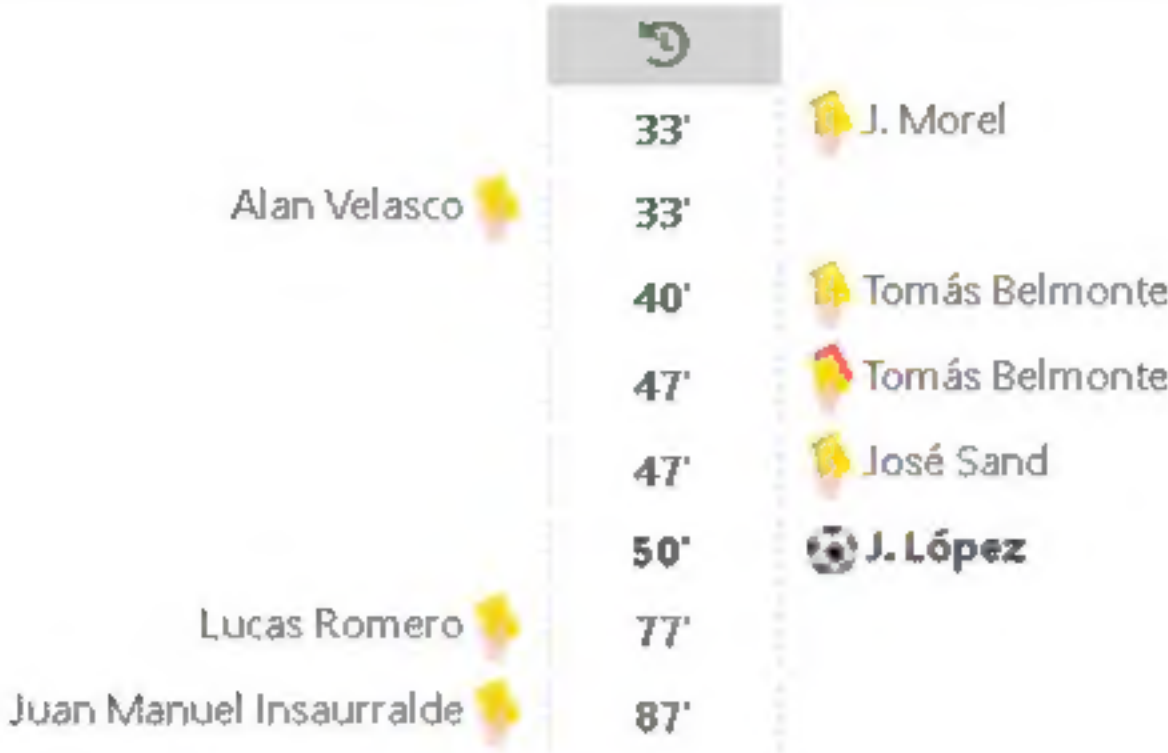 33' J. Morel
Alan Velasco 33'
40' Tomás Belmonte
47' Tomás Belmonte
47' José Sand
50' J. López
Lucas Romero 77'
Juan Manuel Insaurralde 87'